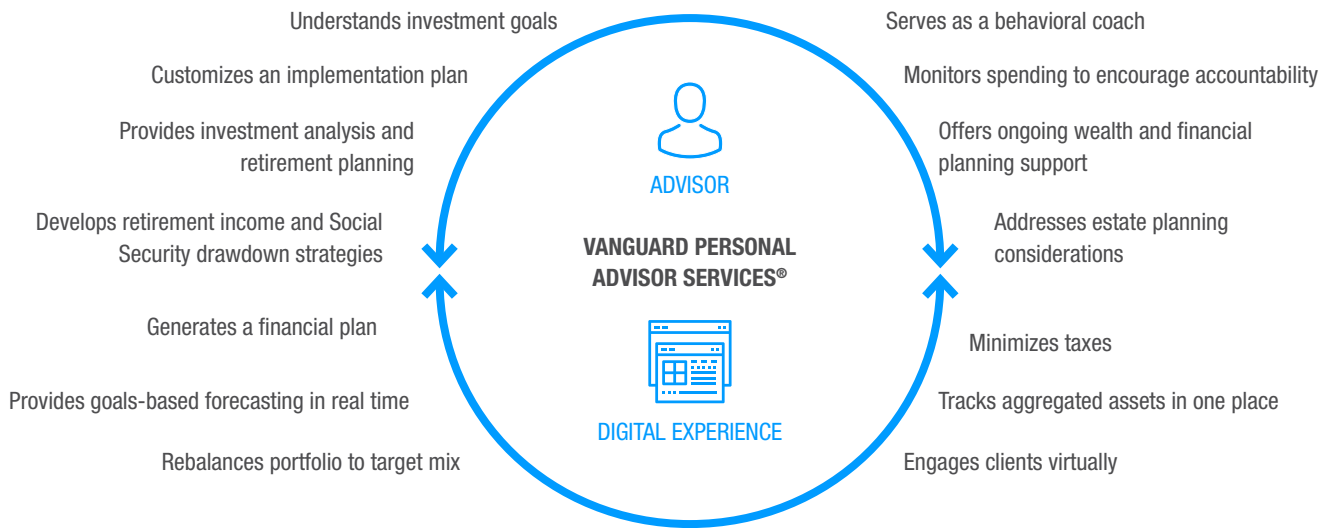 Understands investment goals
Customizes an implementation plan
Provides investment analysis and
retirement planning
Develops retirement income and Social
Security drawdown strategies
Generates a financial plan
Provides goals-based forecasting in real time
Rebalances portfolio to target mix
ADVISOR
VANGUARD PERSONAL
ADVISOR SERVICES®
DIGITAL EXPERIENCE
Serves as a behavioral coach
Monitors spending to encourage accountability
Offers ongoing wealth and financial
planning support
Addresses estate planning
considerations
Minimizes taxes
Tracks aggregated assets in one place
Engages clients virtually